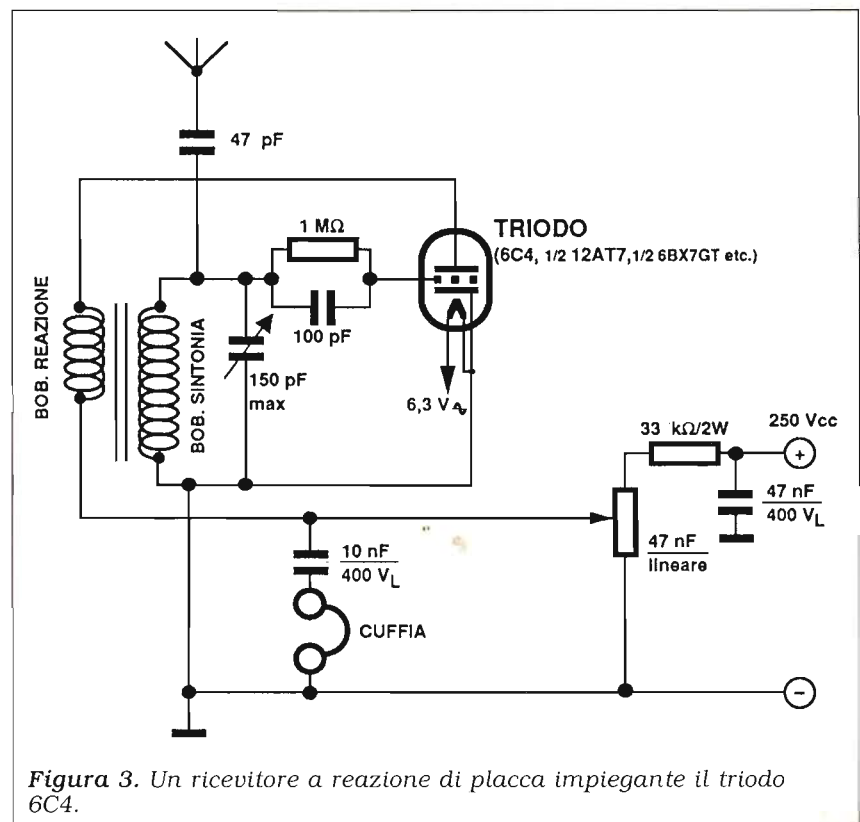 47 pF
1 MΩ
TRIODO
(6C4, 1/2 12AT7,1/2 6BX7GT etc.)
BOB. REAZIONE
BOB. SINTONIA
100 pF
150 pF
max
6,3 V
33 kΩ/2W
250 Vcc
+
47 nF
400 VL
47 nF
lineare
10 nF
400 VL
CUFFIA
−
Figura 3. Un ricevitore a reazione di placca impiegante il triodo
6C4.